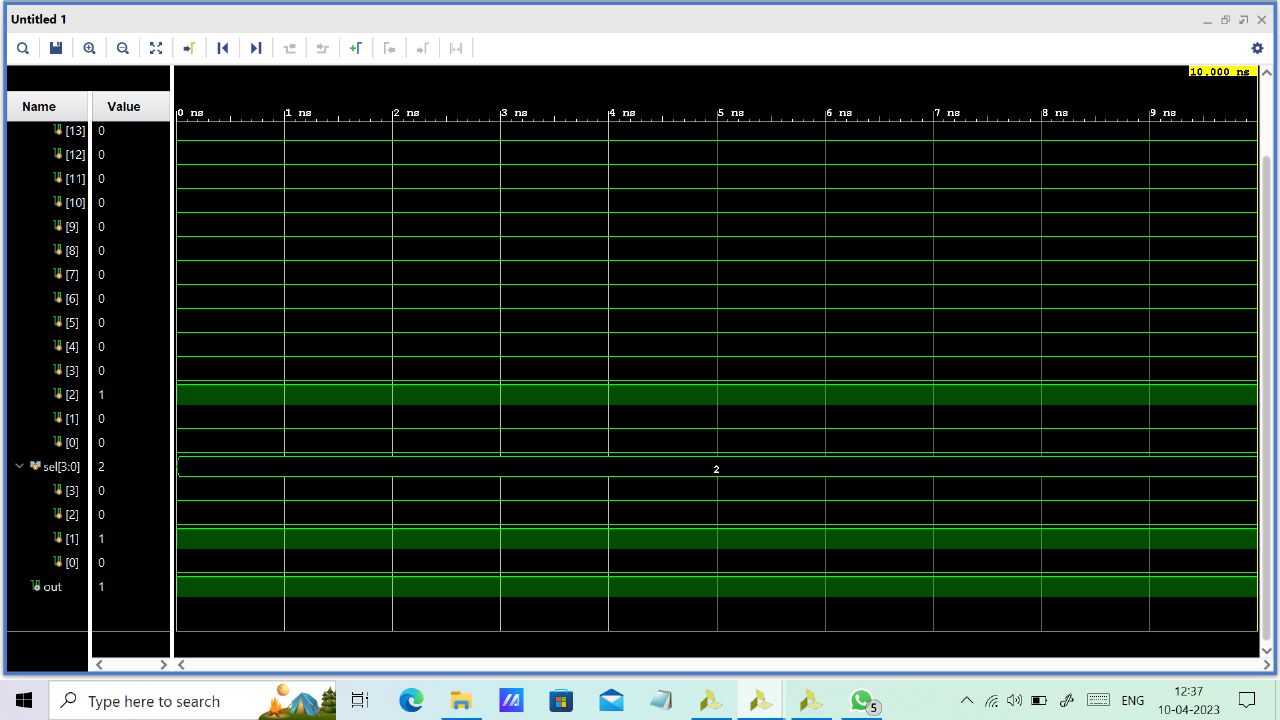 Untitled 1
10.000 ns
Name Value
0 ns 1 ns 2 ns 3 ns 4 ns 5 ns 6 ns 7 ns 8 ns 9 ns
[13] 0
[12] 0
[11] 0
[10] 0
[9] 0
[8] 0
[7] 0
[6] 0
[5] 0
[4] 0
[3] 0
[2] 1
[1] 0
[0] 0
sel[3:0] 2 2
[3] 0
[2] 0
[1] 1
[0] 0
out 1
Type here to search
5
ENG
12:37
10-04-2023